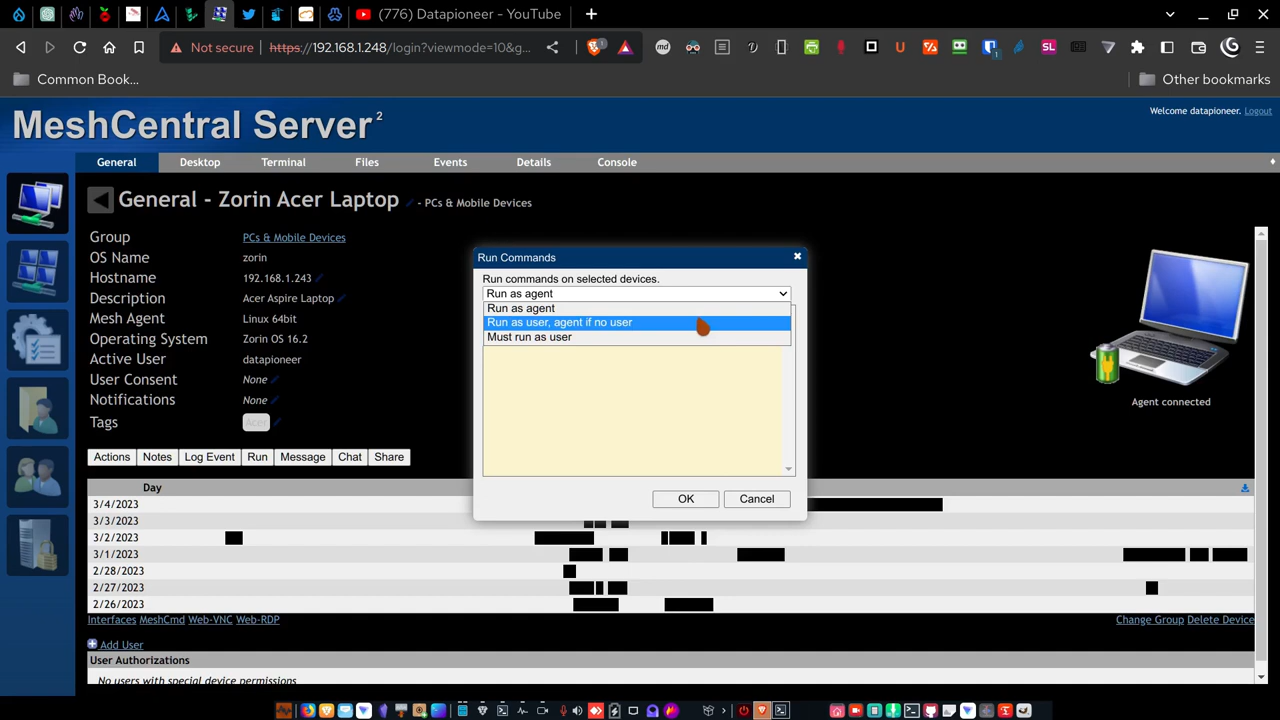 (776) Datapioneer - YouTube
Not secure
https://192.168.1.248/login?viewmode=10&g...
Common Book...
Other bookmarks
MeshCentral Server 2
Welcome datapioneer. Logout
General Desktop Terminal Files Events Details Console
General - Zorin Acer Laptop - PCs & Mobile Devices
Group PCs & Mobile Devices
OS Name zorin
Hostname 192.168.1.243
Description Acer Aspire Laptop
Mesh Agent Linux 64bit
Operating System Zorin OS 16.2
Active User datapioneer
User Consent None
Notifications None
Tags Acer
Agent connected
Run Commands
Run commands on selected devices.
Run as agent
Run as agent
Run as user, agent if no user
Must run as user
OK Cancel
Actions Notes Log Event Run Message Chat Share
Day
3/4/2023
3/3/2023
3/2/2023
3/1/2023
2/28/2023
2/27/2023
2/26/2023
Interfaces MeshCmd Web-VNC Web-RDP
Change Group Delete Device
Add User
User Authorizations
No users with special device permissions